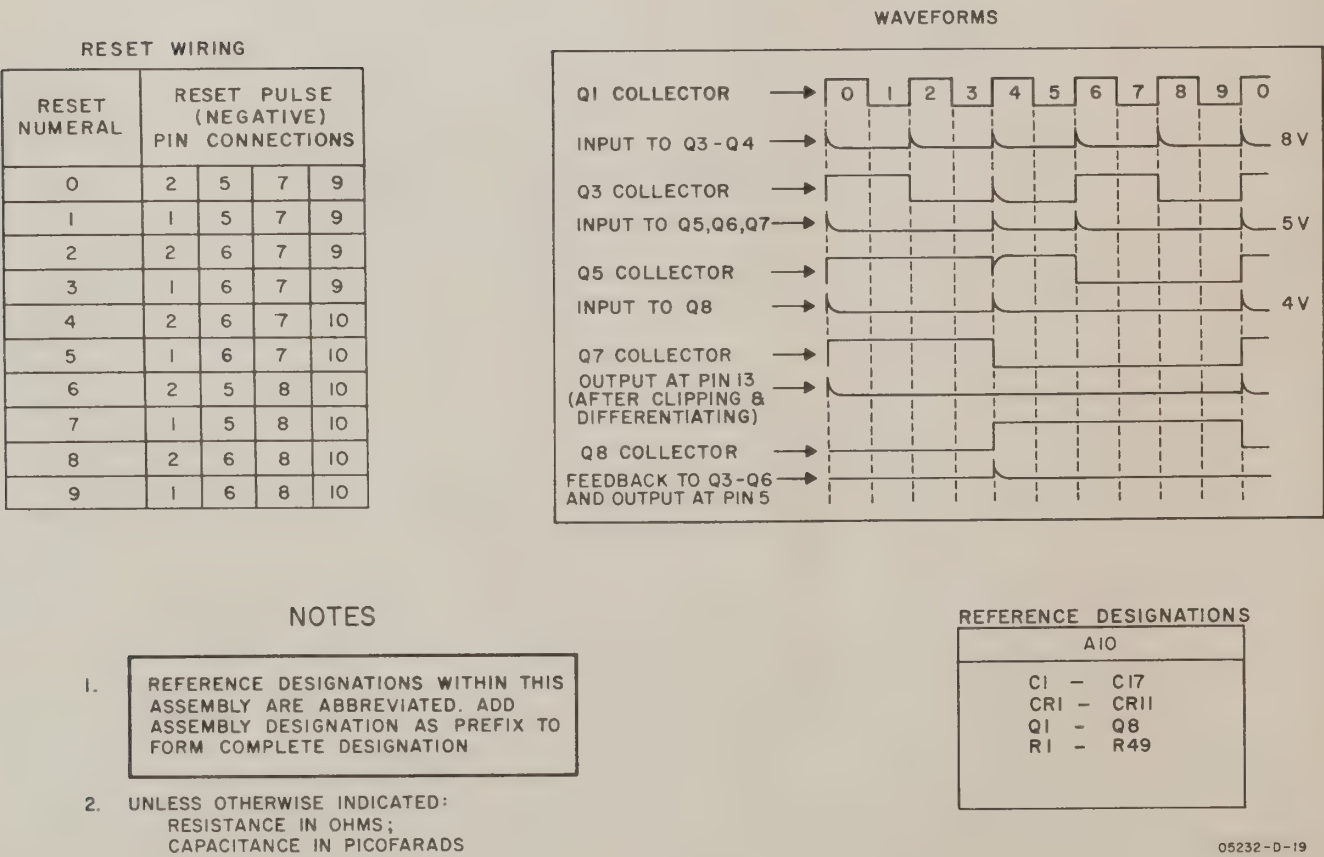 WAVEFORMS
RESET WIRING
RESET NUMERAL
RESET PULSE
(NEGATIVE)
PIN CONNECTIONS
0 2 5 7 9
1 1 5 7 9
2 2 6 7 9
3 1 6 7 9
4 2 6 7 10
5 1 6 7 10
6 2 5 8 10
7 1 5 8 10
8 2 6 8 10
9 1 6 8 10
Q1 COLLECTOR 0 1 2 3 4 5 6 7 8 9 0
INPUT TO Q3-Q4 8V
Q3 COLLECTOR
INPUT TO Q5,Q6,Q7 5V
Q5 COLLECTOR
INPUT TO Q8 4V
Q7 COLLECTOR
OUTPUT AT PIN 13
(AFTER CLIPPING &
DIFFERENTIATING)
Q8 COLLECTOR
FEEDBACK TO Q3-Q6
AND OUTPUT AT PIN 5
NOTES
1. REFERENCE DESIGNATIONS WITHIN THIS
ASSEMBLY ARE ABBREVIATED. ADD
ASSEMBLY DESIGNATION AS PREFIX TO
FORM COMPLETE DESIGNATION
2. UNLESS OTHERWISE INDICATED:
RESISTANCE IN OHMS;
CAPACITANCE IN PICOFARADS
REFERENCE DESIGNATIONS
A10
C1 - C17
CR1 - CR11
Q1 - Q8
R1 - R49
05232-D-19